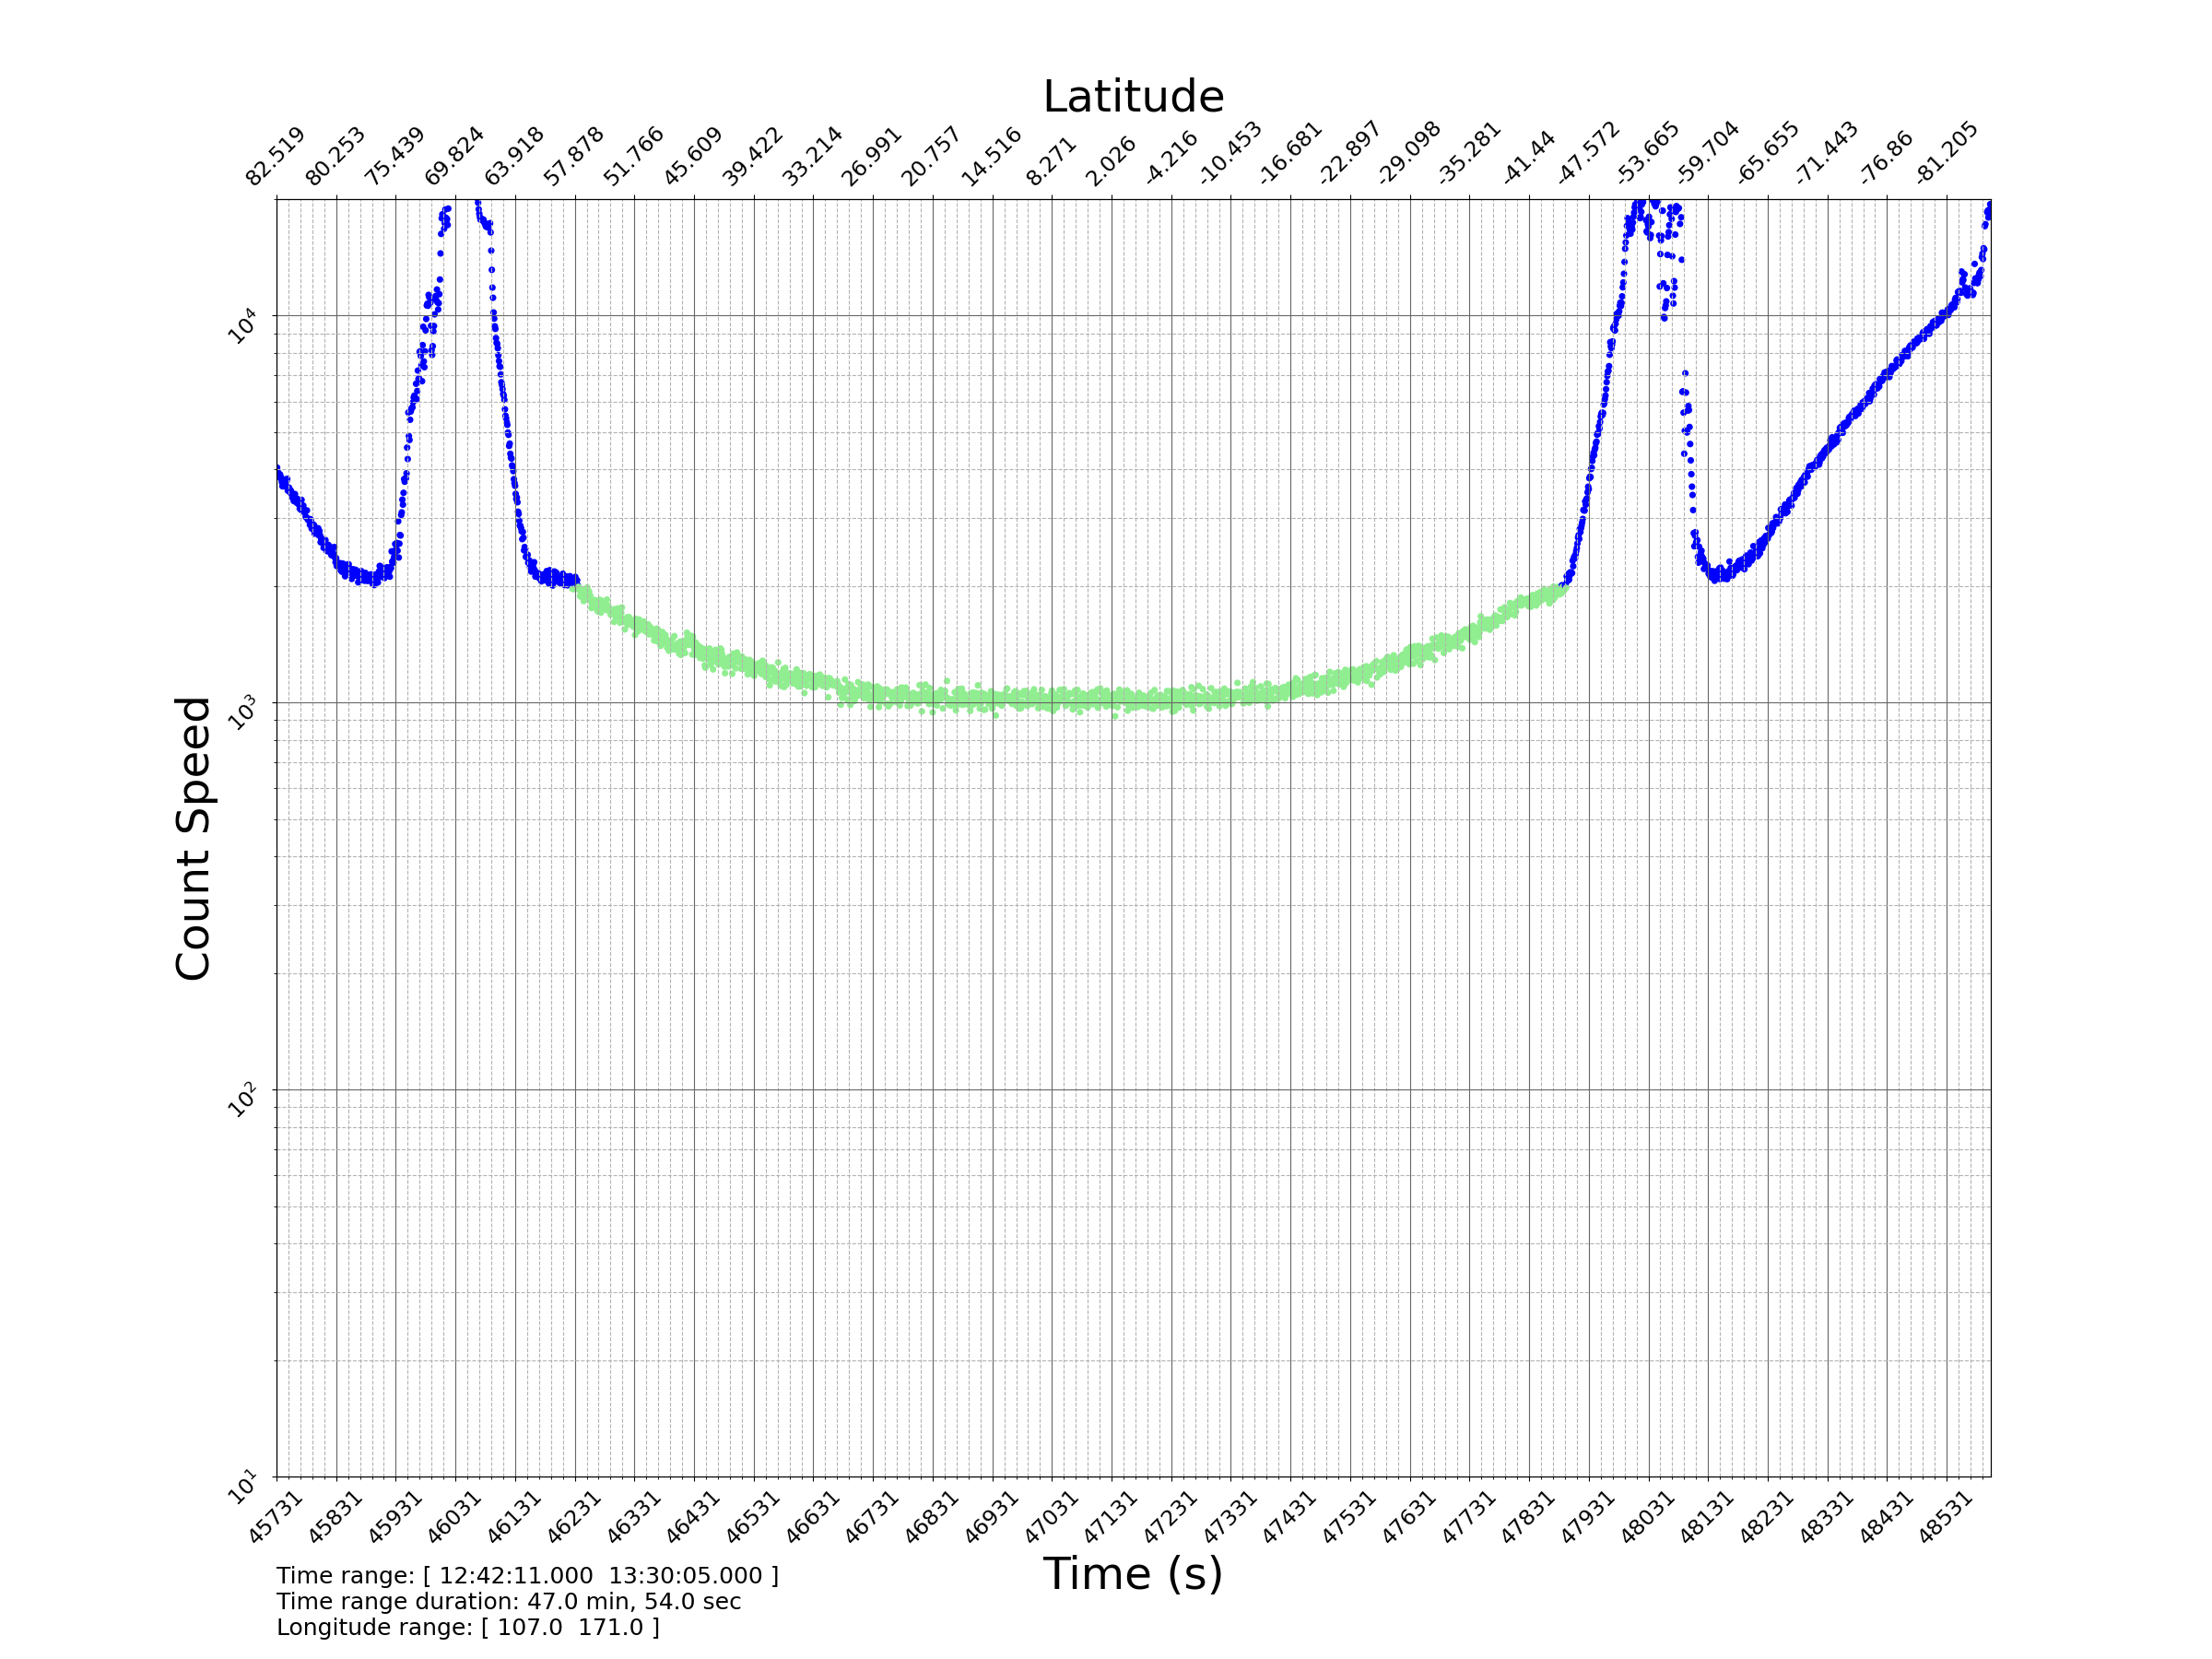 Latitude
82.519 80.253 75.439 69.824 63.918 57.878 51.766 45.609 39.422 33.214 26.991 20.757 14.516 8.271 2.026 -4.216 -10.453 -16.681 -22.897 -29.098 -35.281 -41.44 -47.572 -53.665 -59.704 -65.655 -71.443 -76.86 -81.205
10⁴
10³
Count Speed
10²
10¹
45731 45831 45931 46031 46131 46231 46331 46431 46531 46631 46731 46831 46931 47031 47131 47231 47331 47431 47531 47631 47731 47831 47931 48031 48131 48231 48331 48431 48531
Time (s)
Time range: [ 12:42:11.000 13:30:05.000 ]
Time range duration: 47.0 min, 54.0 sec
Longitude range: [ 107.0 171.0 ]